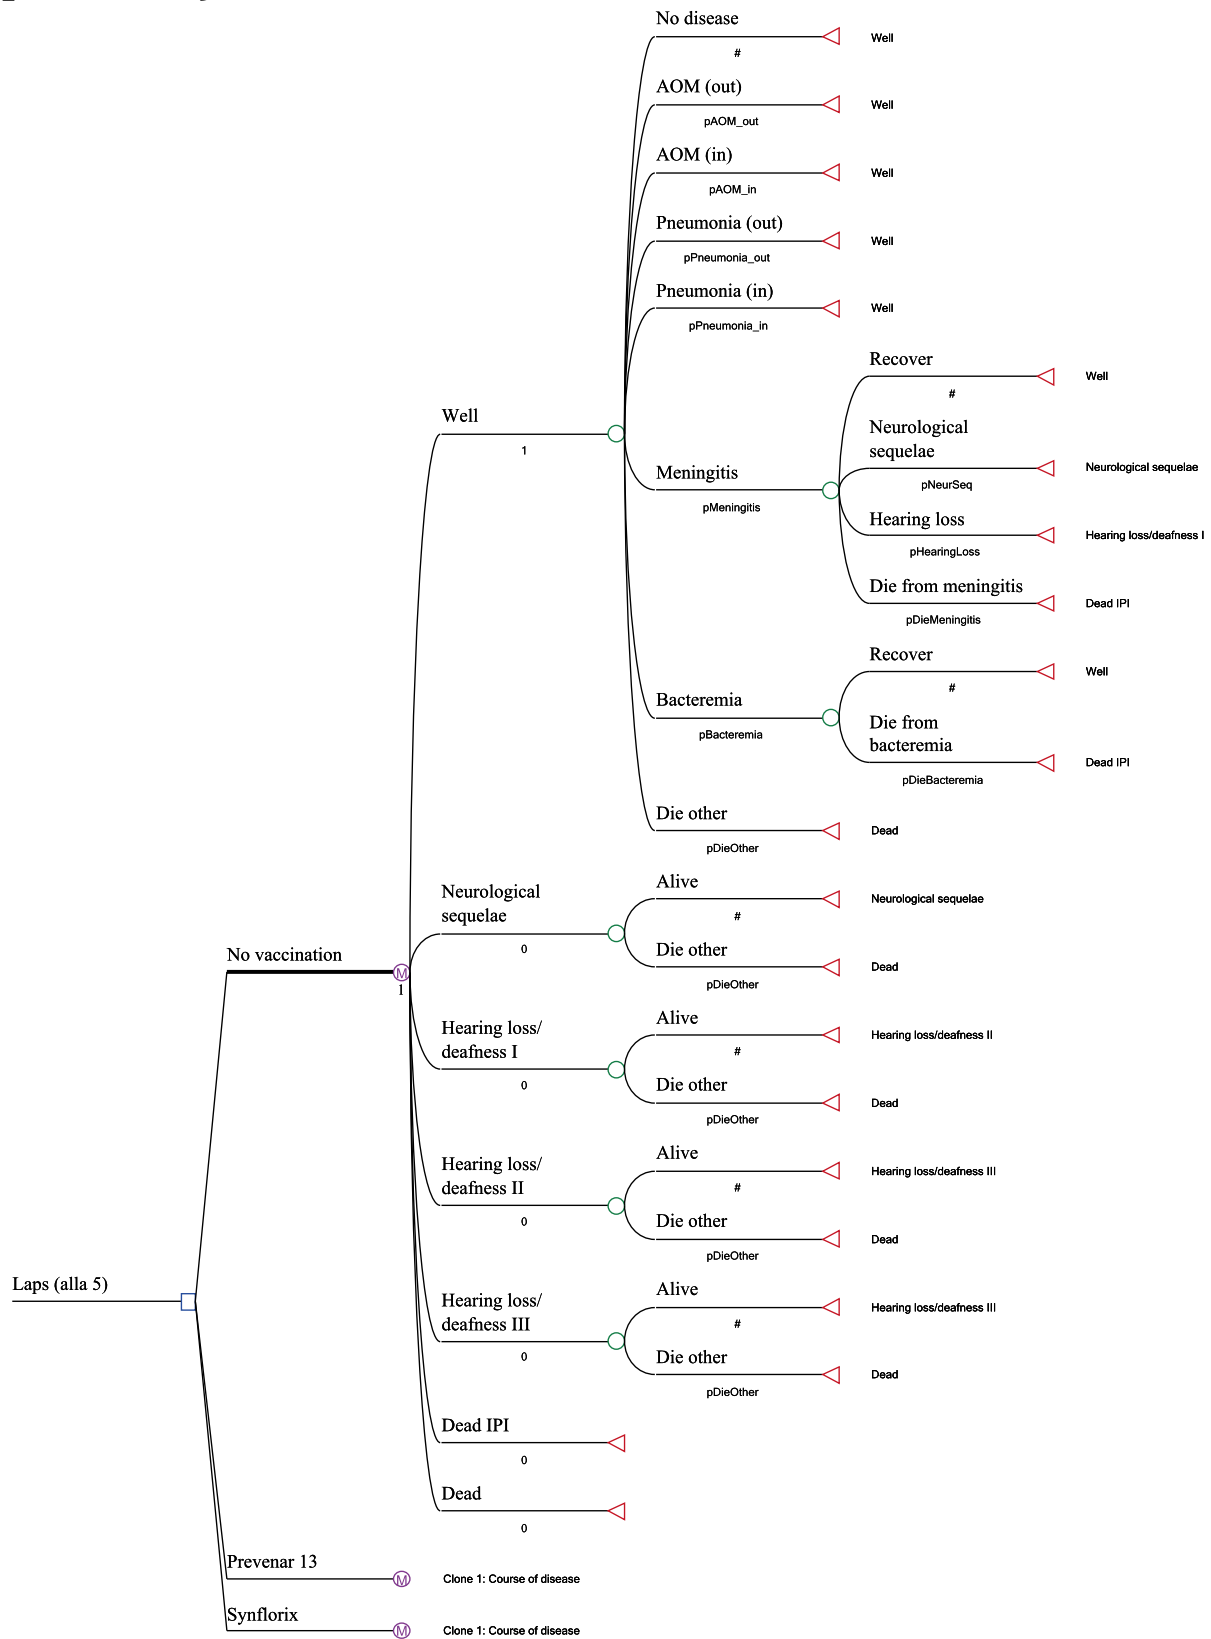 No disease
Well
#
AOM (out)
Well
pAOM_out
AOM (in)
Well
pAOM_in
Pneumonia (out)
Well
pPneumonia_out
Pneumonia (in)
Well
pPneumonia_in
Recover
Well
#
Well
1
Neurological
sequelae
Neurological sequelae
pNeurSeq
Meningitis
pMeningitis
Hearing loss
Hearing loss/deafness I
pHearingLoss
Die from meningitis
Dead IPI
pDieMeningitis
Recover
Well
#
Bacteremia
pBacteremia
Die from
bacteremia
Dead IPI
pDieBacteremia
Die other
Dead
pDieOther
Neurological
sequelae
0
Alive
Neurological sequelae
#
Die other
Dead
pDieOther
No vaccination
M
1
Hearing loss/
deafness I
0
Alive
Hearing loss/deafness II
#
Die other
Dead
pDieOther
Hearing loss/
deafness II
0
Alive
Hearing loss/deafness III
#
Die other
Dead
pDieOther
Laps (alla 5)
Hearing loss/
deafness III
0
Alive
Hearing loss/deafness III
#
Die other
Dead
pDieOther
Dead IPI
0
Dead
0
Prevenar 13
M
Clone 1: Course of disease
Synflorix
M
Clone 1: Course of disease